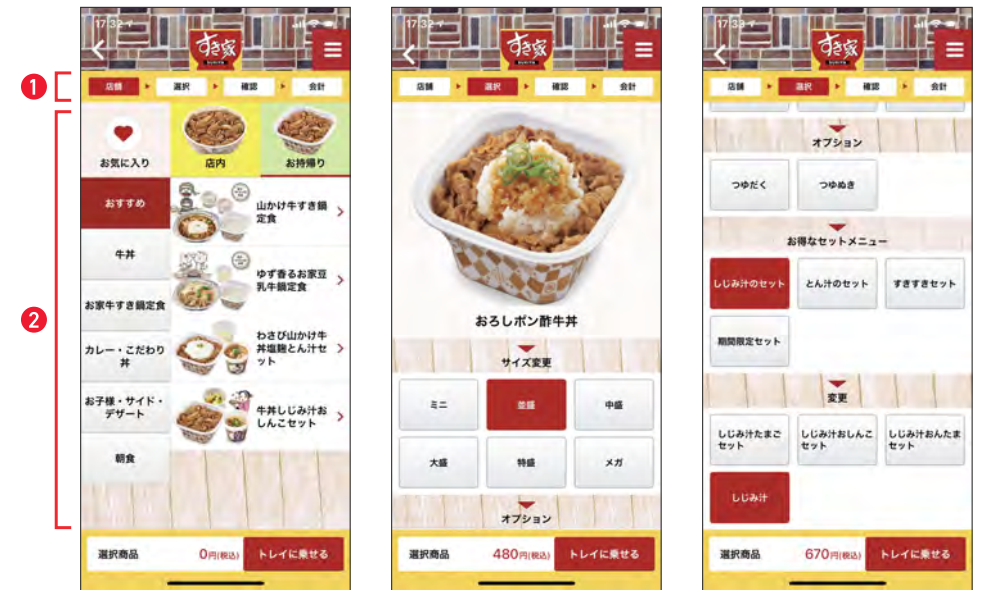 1
2
17:32
すき家
SUKIYA
店舗 選択 確認 会計
お気に入り
店内
お持帰り
おすすめ
牛丼
お家牛すき鍋定食
カレー・こだわり
丼
お子様・サイド・
デザート
朝食
山かけ牛すき鍋
定食
ゆず香るお家豆
乳牛鍋定食
わさび山かけ牛
丼塩麹とん汁セ
ット
牛丼しじみ汁お
しんこセット
選択商品 0円(税込) トレイに乗せる
17:32
すき家
SUKIYA
店舗 選択 確認 会計
おろしポン酢牛丼
サイズ変更
ミニ 並盛 中盛
大盛 特盛 メガ
オプション
選択商品 480円(税込) トレイに乗せる
17:33
すき家
SUKIYA
店舗 選択 確認 会計
オプション
つゆだく つゆぬき
お得なセットメニュー
しじみ汁のセット とん汁のセット すきすきセット
期間限定セット
変更
しじみ汁たまご
セット
しじみ汁おしんこ
セット
しじみ汁おんたま
セット
しじみ汁
選択商品 670円(税込) トレイに乗せる